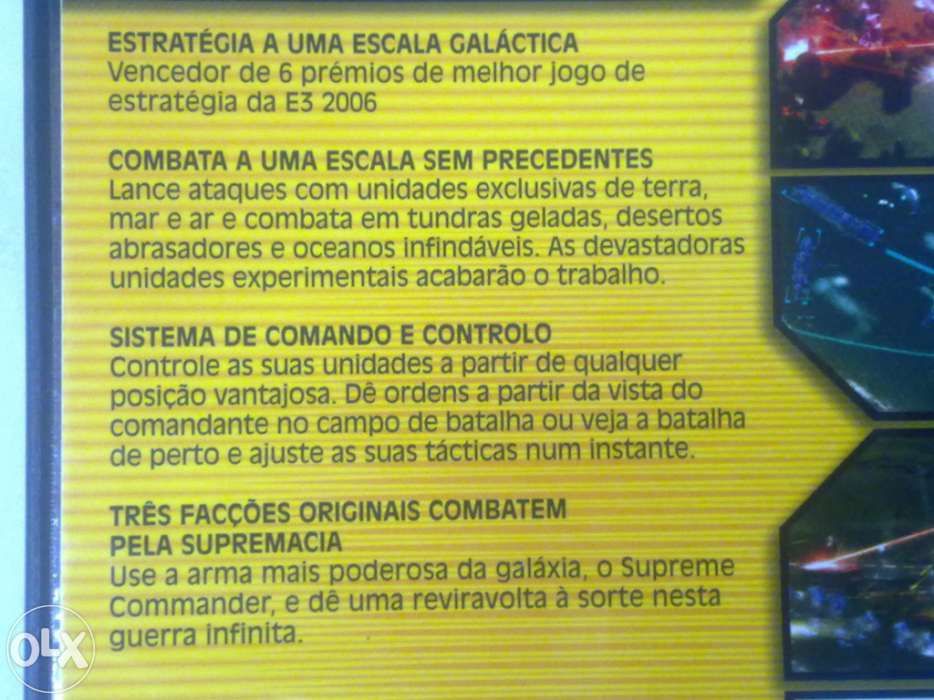 ESTRATÉGIA A UMA ESCALA GALÁCTICA
Vencedor de 6 prémios de melhor jogo de
estratégia da E3 2006
COMBATA A UMA ESCALA SEM PRECEDENTES
Lance ataques com unidades exclusivas de terra,
mar e ar e combata em tundras geladas, desertos
abrasadores e oceanos infindáveis. As devastadoras
unidades experimentais acabarão o trabalho.
SISTEMA DE COMANDO E CONTROLO
Controle as suas unidades a partir de qualquer
posição vantajosa. Dê ordens a partir da vista do
comandante no campo de batalha ou veja a batalha
de perto e ajuste as suas tácticas num instante.
TRÊS FACÇÕES ORIGINAIS COMBATEM
PELA SUPREMACIA
Use a arma mais poderosa da galáxia, o Supreme
Commander, e dê uma reviravolta à sorte nesta
guerra infinita.
OLX